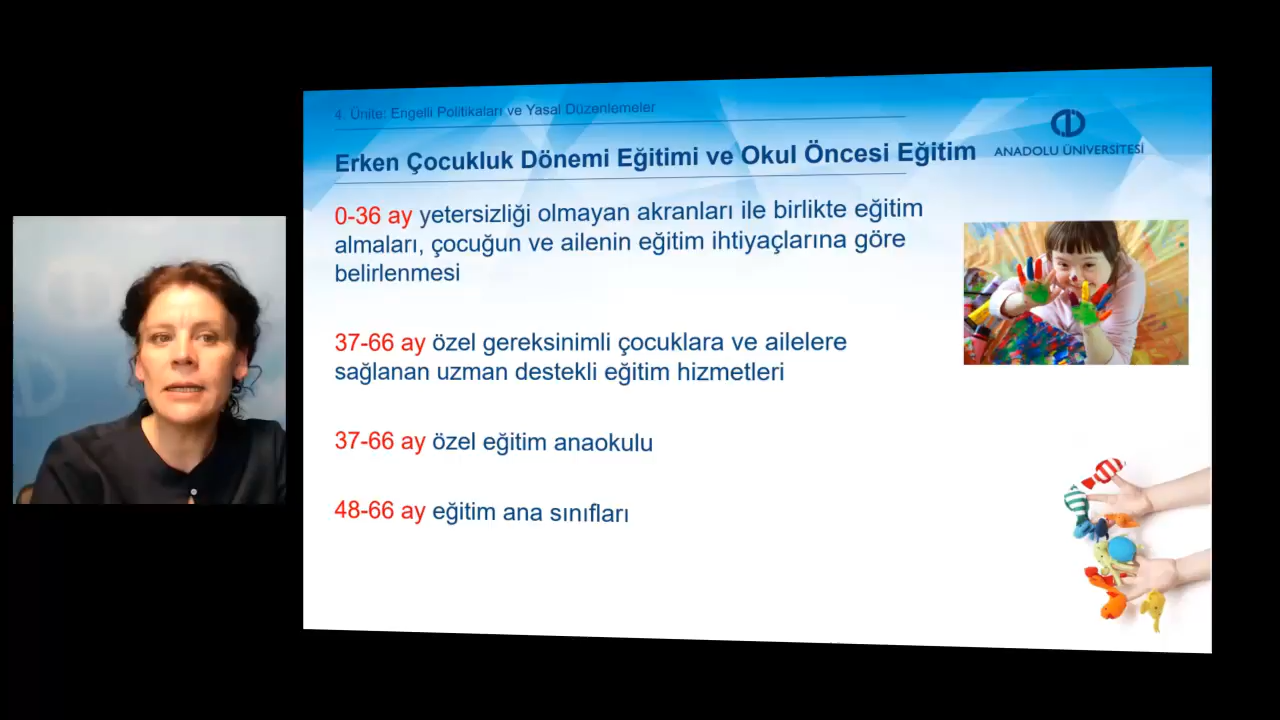 4. Ünite: Engelli Politikaları ve Yasal Düzenlemeler
Erken Çocukluk Dönemi Eğitimi ve Okul Öncesi Eğitim
ANADOLU ÜNİVERSİTESİ
0-36 ay yetersizliği olmayan akranları ile birlikte eğitim
almaları, çocuğun ve ailenin eğitim ihtiyaçlarına göre
belirlenmesi
37-66 ay özel gereksinimli çocuklara ve ailelere
sağlanan uzman destekli eğitim hizmetleri
37-66 ay özel eğitim anaokulu
48-66 ay eğitim ana sınıfları